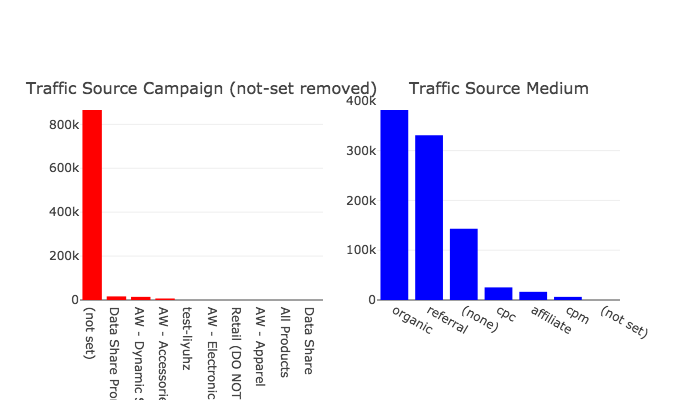 Traffic Source Campaign (not-set removed)
Traffic Source Medium
800k
600k
400k
200k
0
(not set)
Data Share Pro
AW - Dynamic
AW - Accessorie
test-liyuhz
AW - Electronic
Retail (DO NOT
AW - Apparel
All Products
Data Share
400k
300k
200k
100k
0
organic
referral
(none)
cpc
affiliate
cpm
(not set)